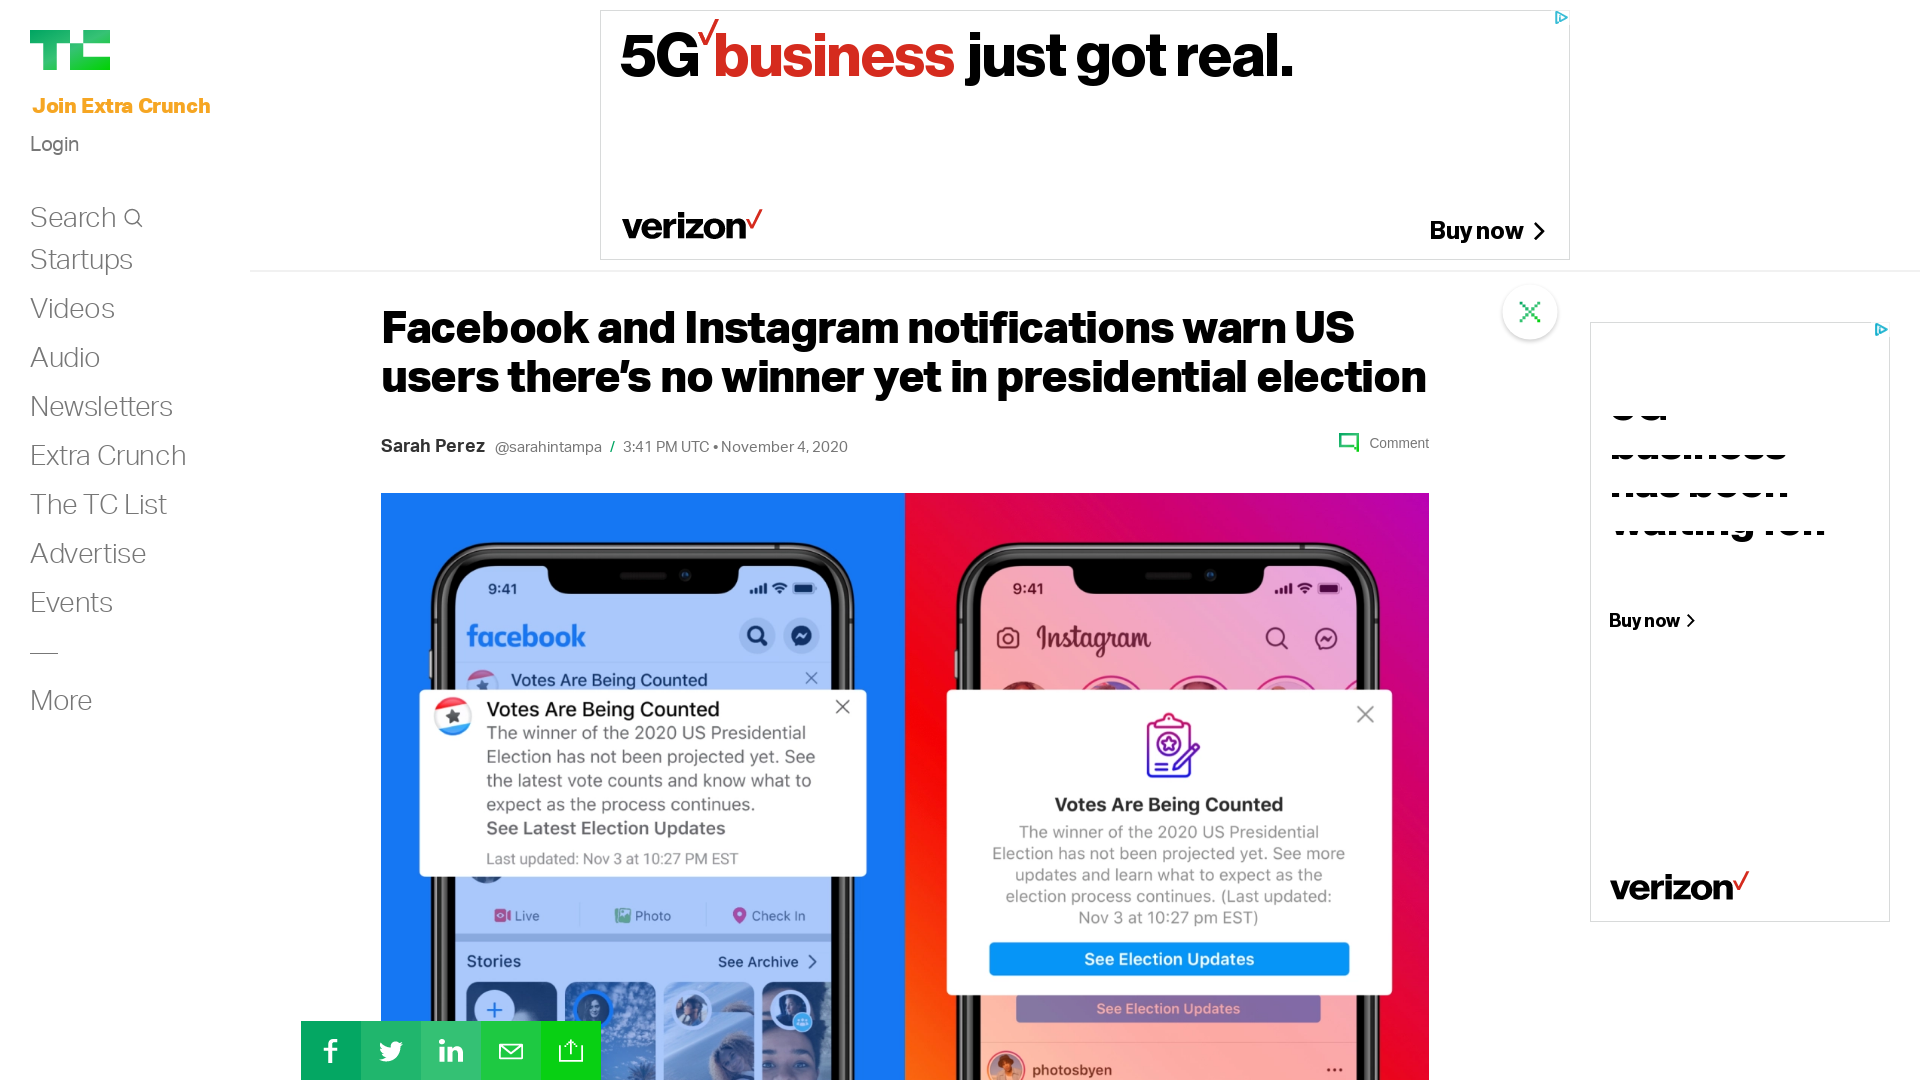 Join Extra Crunch
Login
Search
Startups
Videos
Audio
Newsletters
Extra Crunch
The TC List
Advertise
Events
More
5G business just got real.
verizon
Buy now
Facebook and Instagram notifications warn US
users there's no winner yet in presidential election
Sarah Perez @sarahintampa / 3:41 PM UTC • November 4, 2020
Comment
9:41
facebook
Votes Are Being Counted
Votes Are Being Counted
The winner of the 2020 US Presidential
Election has not been projected yet. See
the latest vote counts and know what to
expect as the process continues.
See Latest Election Updates
Last updated: Nov 3 at 10:27 PM EST
Live Photo Check In
Stories See Archive
9:41
Instagram
Votes Are Being Counted
The winner of the 2020 US Presidential
Election has not been projected yet. See more
updates and learn what to expect as the
election process continues. (Last updated:
Nov 3 at 10:27 pm EST)
See Election Updates
See Election Updates
photosbyen
Buy now
verizon